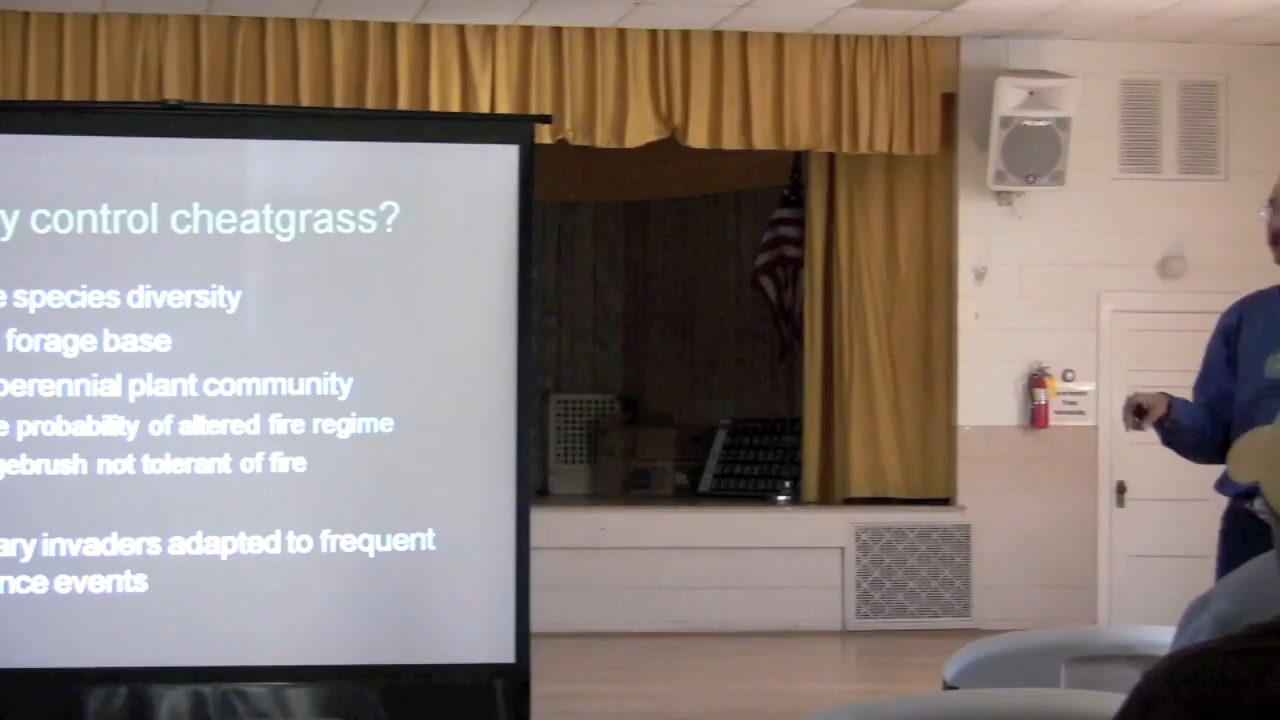 y control cheatgrass?
e species diversity
forage base
perennial plant community
e probability of altered fire regime
gebrush not tolerant of fire
ary invaders adapted to frequent
nce events